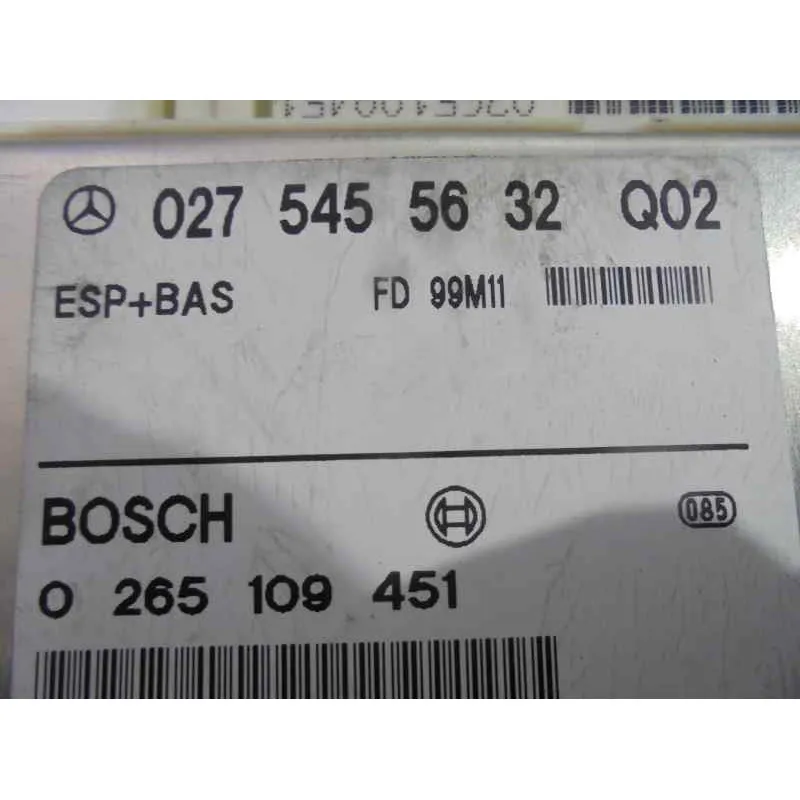 027 545 56 32 Q02
ESP+BAS FD 99M11
BOSCH 085
0 265 109 451